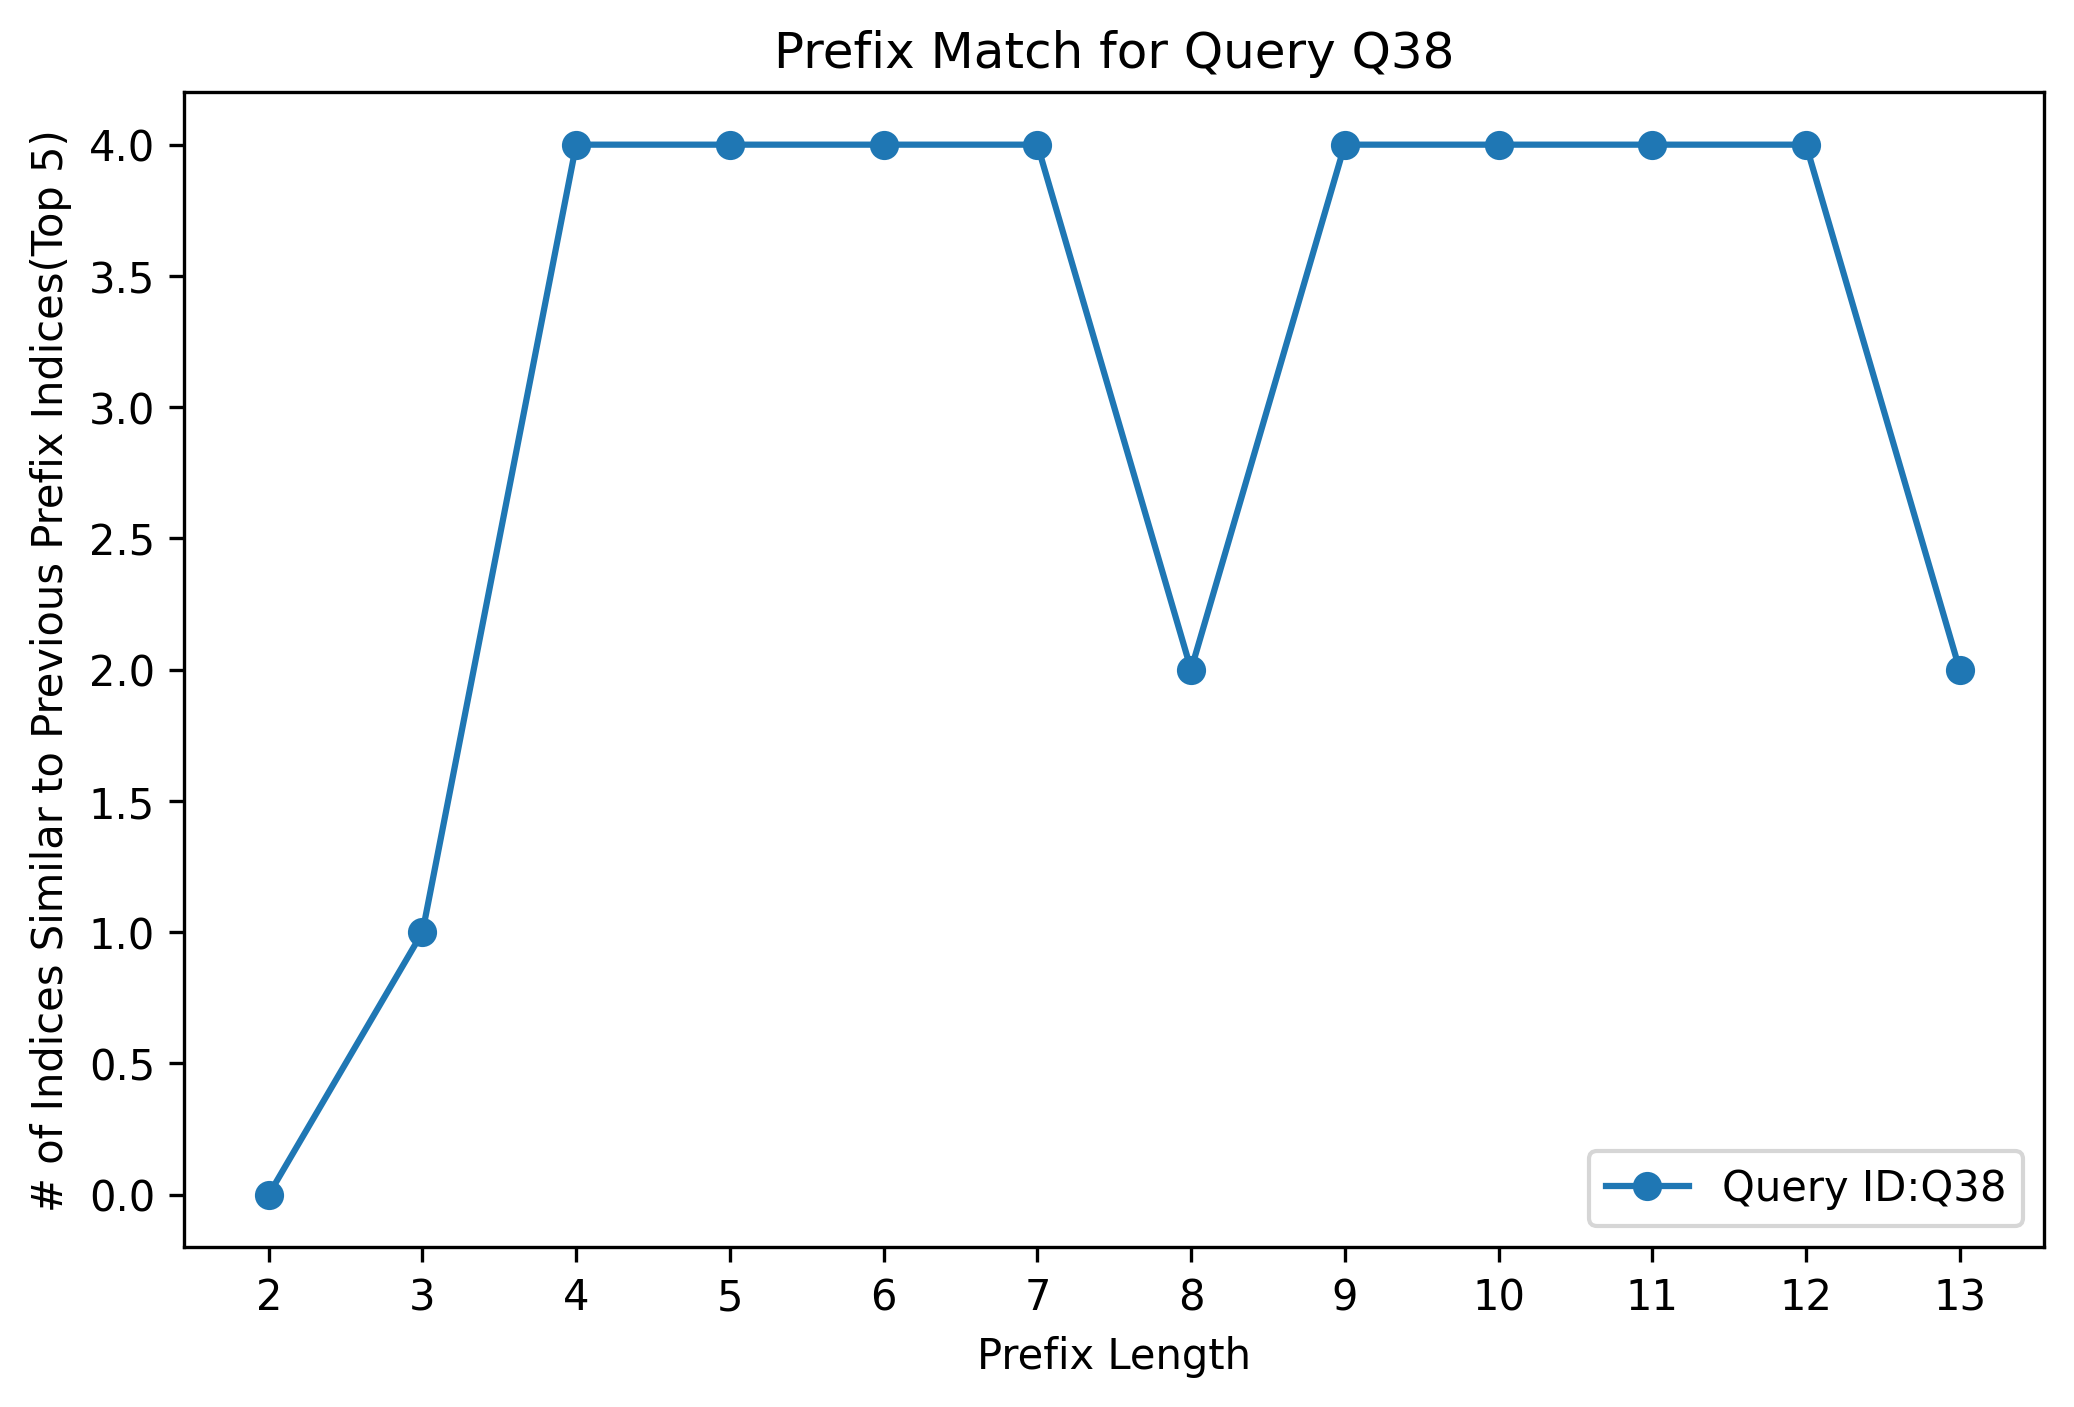 Prefix Match for Query Q38
# of Indices Similar to Previous Prefix Indices(Top 5)
4.0
3.5
3.0
2.5
2.0
1.5
1.0
0.5
0.0
Query ID:Q38
2 3 4 5 6 7 8 9 10 11 12 13
Prefix Length